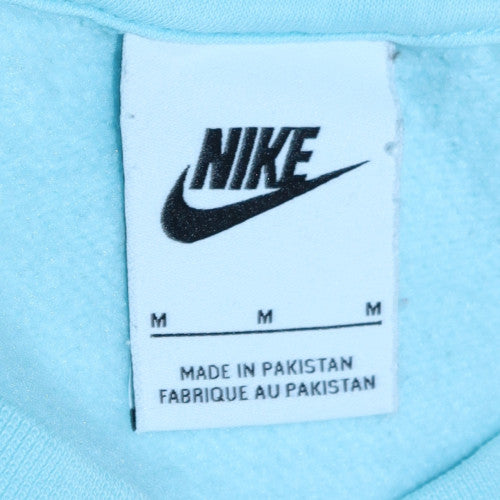 NIKE
M M M
MADE IN PAKISTAN
FABRIQUE AU PAKISTAN